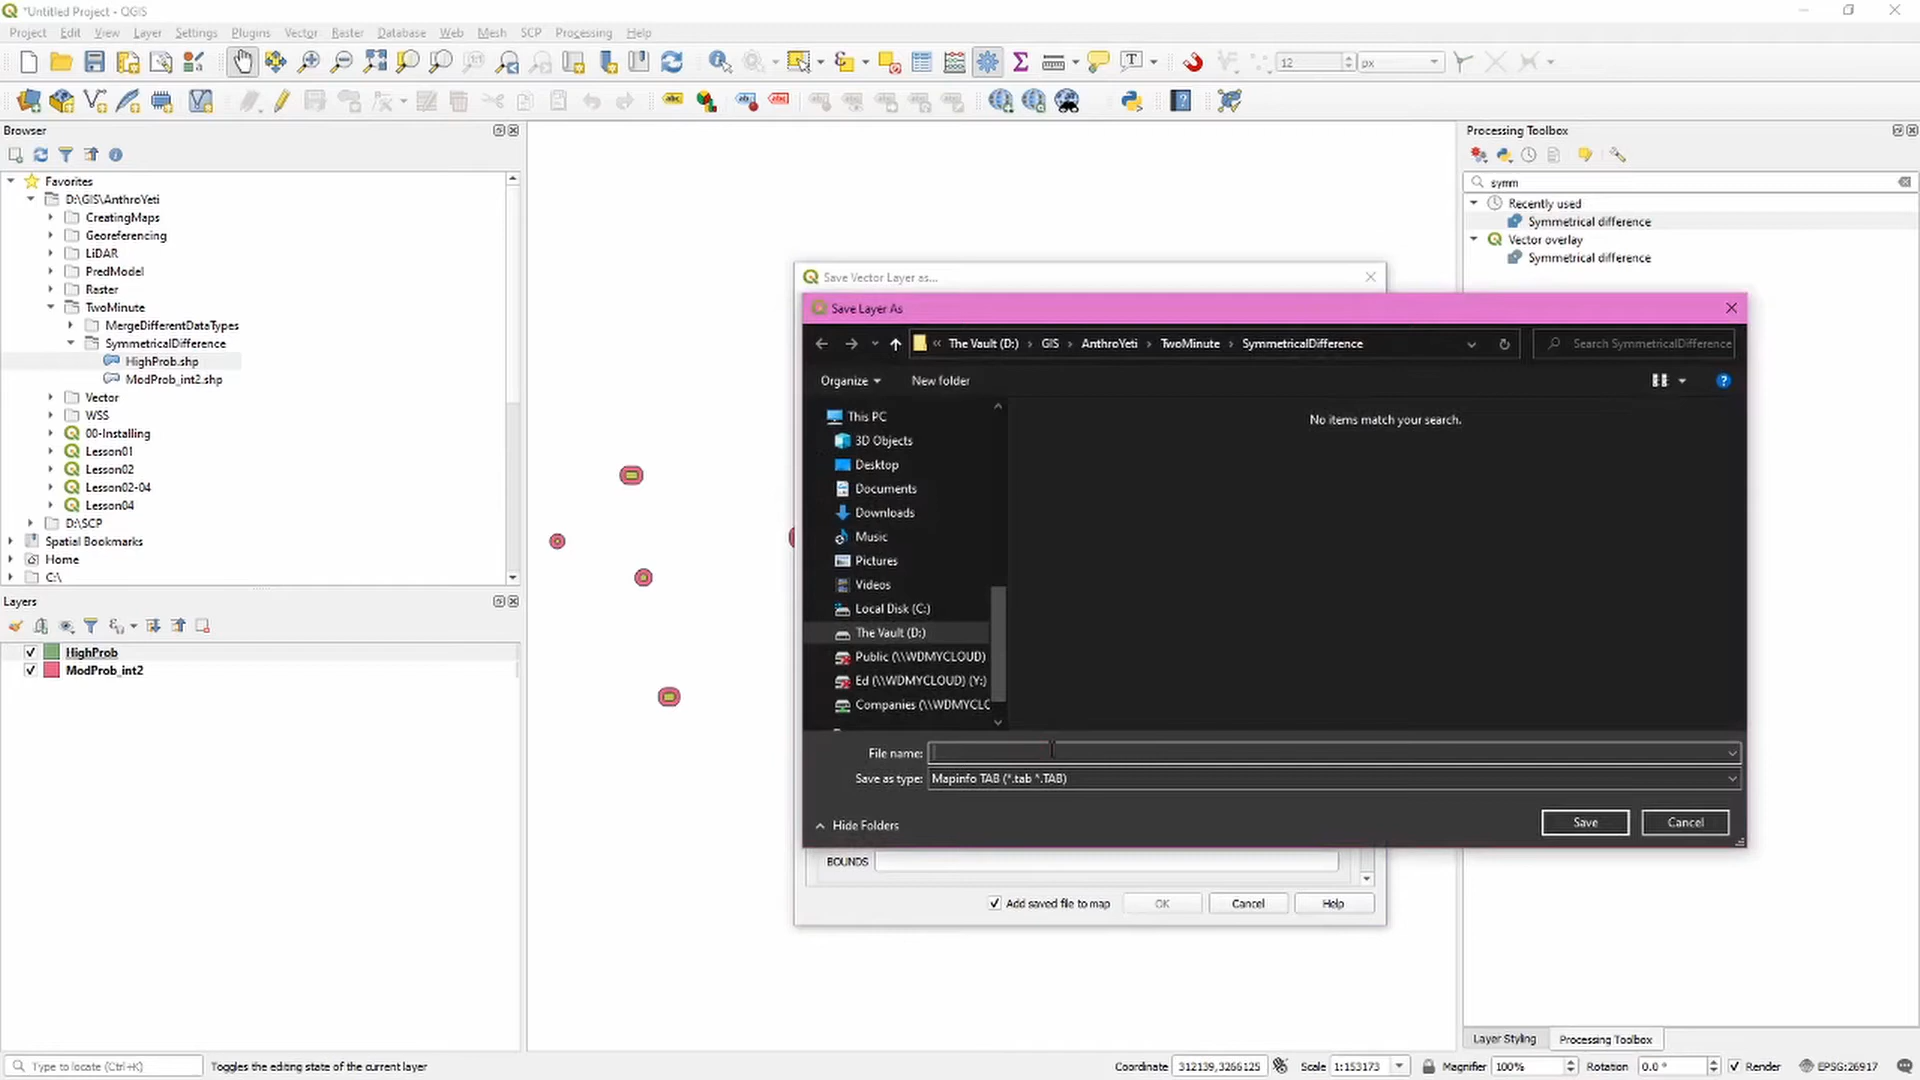 *Untitled Project - QGIS
Project Edit View Layer Settings Plugins Vector Raster Database Web Mesh SCP Processing Help
12 px
Browser
Favorites
D:\GIS\AnthroYeti
CreatingMaps
Georeferencing
LiDAR
PredModel
Raster
TwoMinute
MergeDifferentDataTypes
SymmetricalDifference
HighProb.shp
ModProb_int2.shp
Vector
WSS
00-Installing
Lesson01
Lesson02
Lesson02-04
Lesson04
D:\SCP
Spatial Bookmarks
Home
C:\
Layers
HighProb
ModProb_int2
Save Vector Layer as...
Save Layer As
« The Vault (D:) › GIS › AnthroYeti › TwoMinute › SymmetricalDifference
Search SymmetricalDifference
Organize New folder
This PC
3D Objects
Desktop
Documents
Downloads
Music
Pictures
Videos
Local Disk (C:)
The Vault (D:)
Public (\\WDMYCLOUD)
Ed (\\WDMYCLOUD) (Y:)
Companies (\\WDMYCLO
No items match your search.
File name:
Save as type: Mapinfo TAB (*.tab *.TAB)
Hide Folders
Save Cancel
BOUNDS
Add saved file to map OK Cancel Help
Processing Toolbox
symm
Recently used
Symmetrical difference
Vector overlay
Symmetrical difference
Layer Styling Processing Toolbox
Type to locate (Ctrl+K) Toggles the editing state of the current layer Coordinate 312139,3266125 Scale 1:153173 Magnifier 100% Rotation 0.0 ° Render EPSG:26917